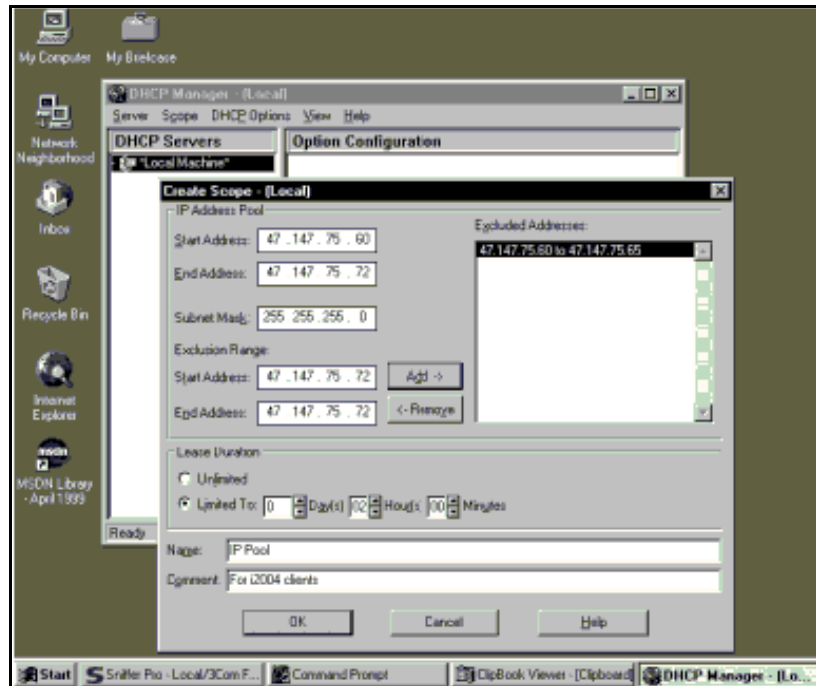 My Computer
My Briefcase
Network Neighborhood
Inbox
Recycle Bin
Internet Explorer
MSDN Library - April 1999
msdn
DHCP Manager - (Local)
Server Scope DHCP Options View Help
DHCP Servers
Option Configuration
*Local Machine*
Ready
Create Scope - (Local)
IP Address Pool
Start Address: 47 .147 . 75 . 60
End Address: 47 .147 . 75 . 72
Subnet Mask: 255 .255 .255 . 0
Exclusion Range:
Start Address: 47 .147 . 75 . 72
End Address: 47 .147 . 75 . 72
Add ->
<- Remove
Excluded Addresses:
47.147.75.60 to 47.147.75.65
Lease Duration
Unlimited
Limited To: 0 Day(s) 02 Hour(s) 00 Minutes
Name: IP Pool
Comment: For i2004 clients
OK
Cancel
Help
Start
Sniffer Pro - Local/3Com F...
Command Prompt
ClipBook Viewer - [Clipboard]
DHCP Manager - (Lo...